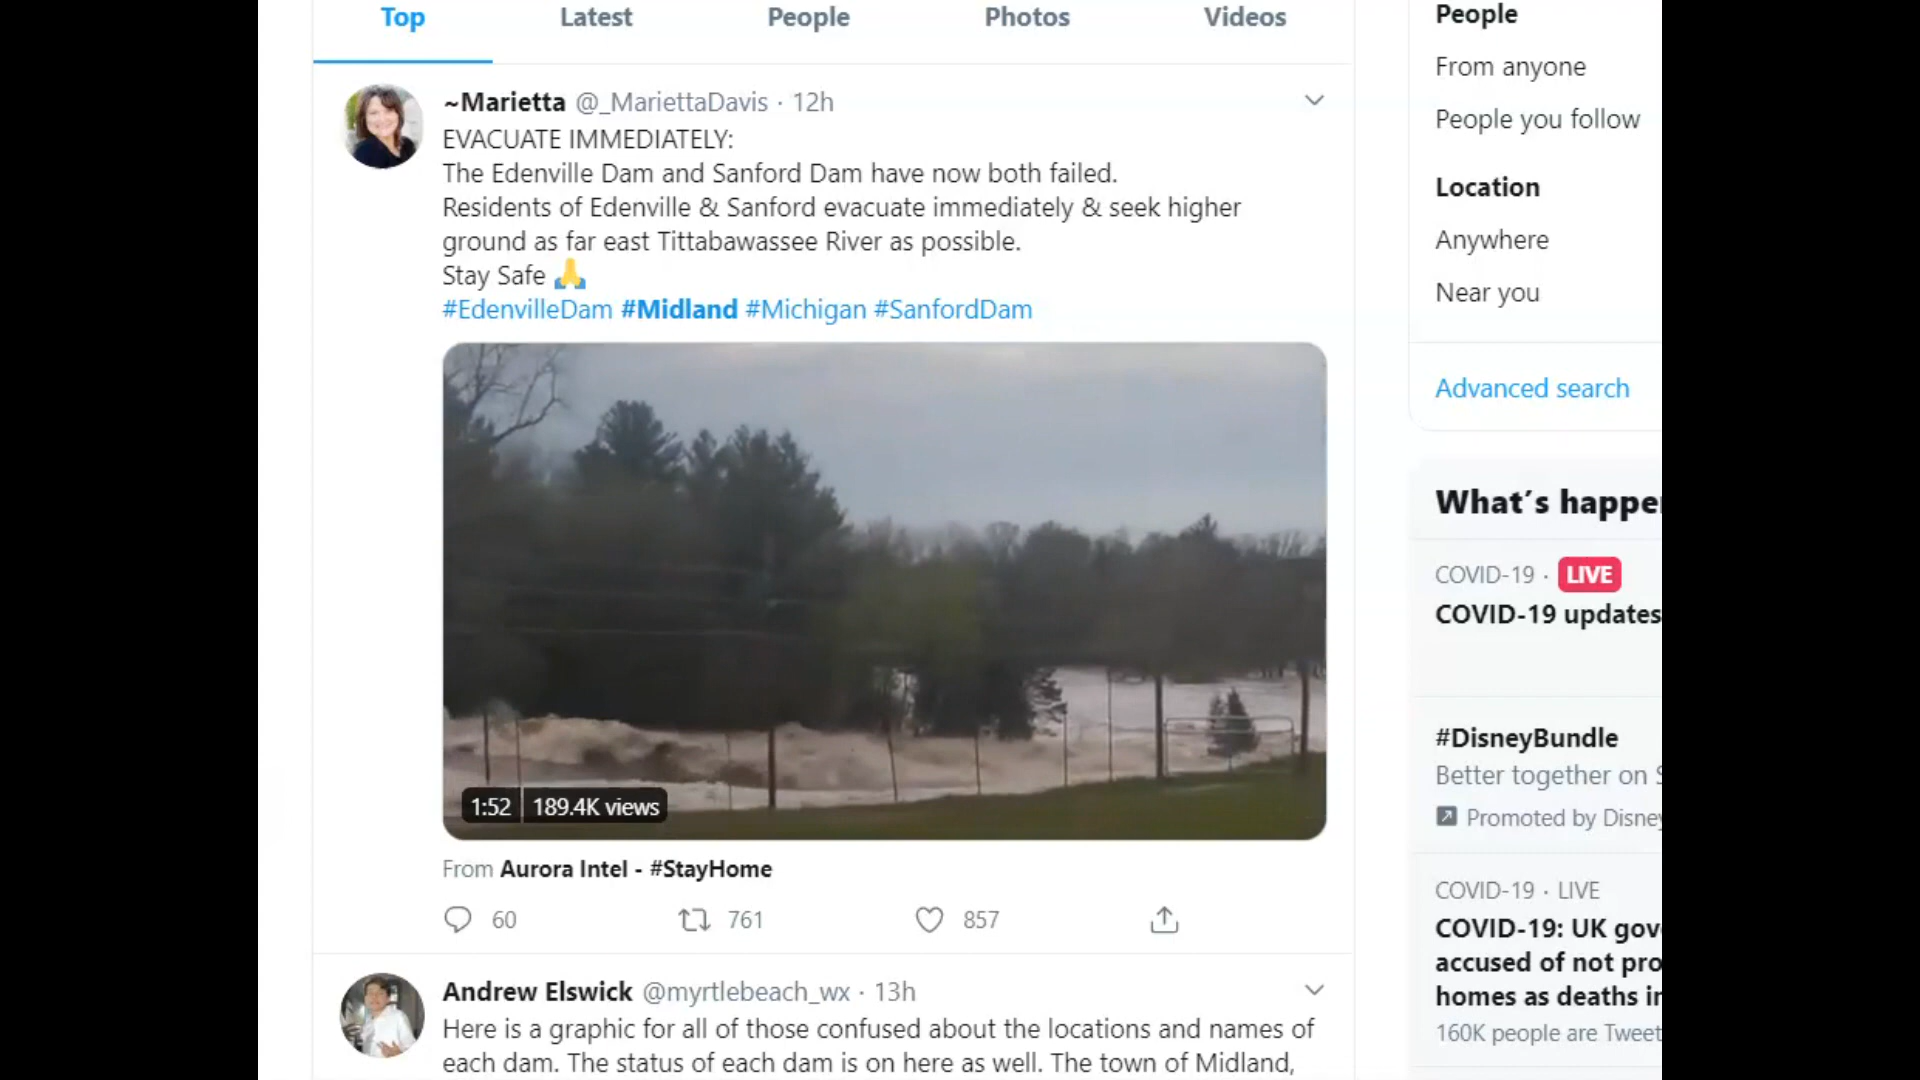 Top
Latest
People
Photos
Videos
~Marietta @_MariettaDavis · 12h
EVACUATE IMMEDIATELY:
The Edenville Dam and Sanford Dam have now both failed.
Residents of Edenville & Sanford evacuate immediately & seek higher
ground as far east Tittabawassee River as possible.
Stay Safe 🙏
#EdenvilleDam #Midland #Michigan #SanfordDam
1:52 189.4K views
From Aurora Intel - #StayHome
60 761 857
Andrew Elswick @myrtlebeach_wx · 13h
Here is a graphic for all of those confused about the locations and names of
each dam. The status of each dam is on here as well. The town of Midland,
People
From anyone
People you follow
Location
Anywhere
Near you
Advanced search
What's happe
COVID-19 · LIVE
COVID-19 updates
#DisneyBundle
Better together on
Promoted by Disney
COVID-19 · LIVE
COVID-19: UK gov
accused of not pro
homes as deaths in
160K people are Tweet